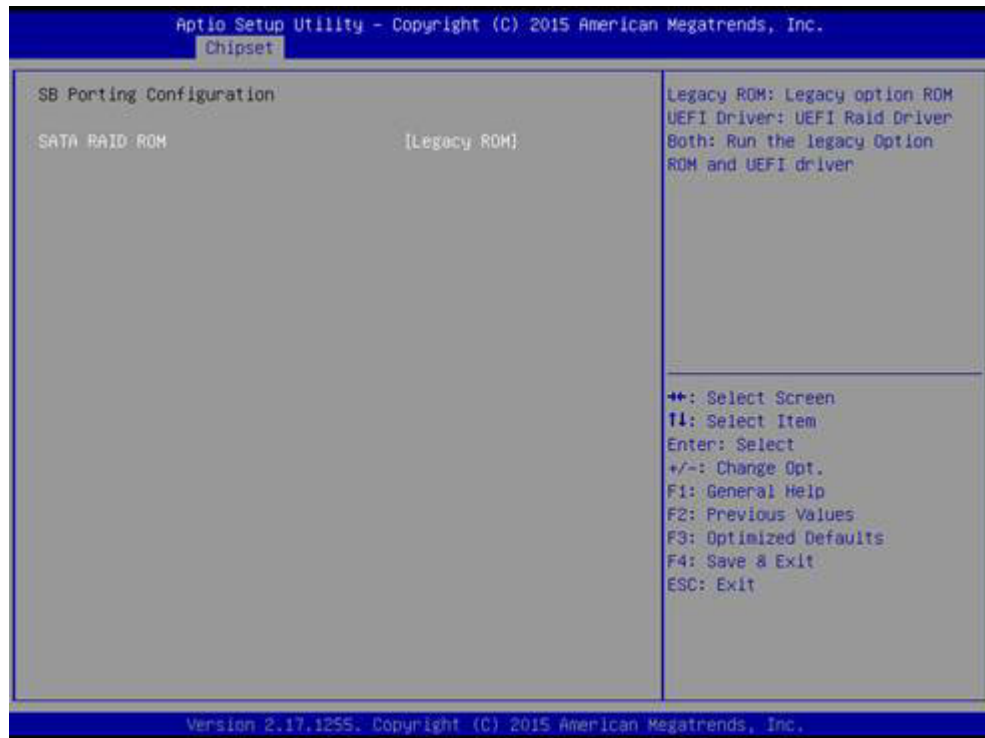 Aptio Setup Utility – Copyright (C) 2015 American Megatrends, Inc.
Chipset
SB Porting Configuration
SATA RAID ROM [Legacy ROM]
Legacy ROM: Legacy option ROM
UEFI Driver: UEFI Raid Driver
Both: Run the legacy Option
ROM and UEFI driver
→←: Select Screen
↑↓: Select Item
Enter: Select
+/-: Change Opt.
F1: General Help
F2: Previous Values
F3: Optimized Defaults
F4: Save & Exit
ESC: Exit
Version 2.17.1255. Copyright (C) 2015 American Megatrends, Inc.